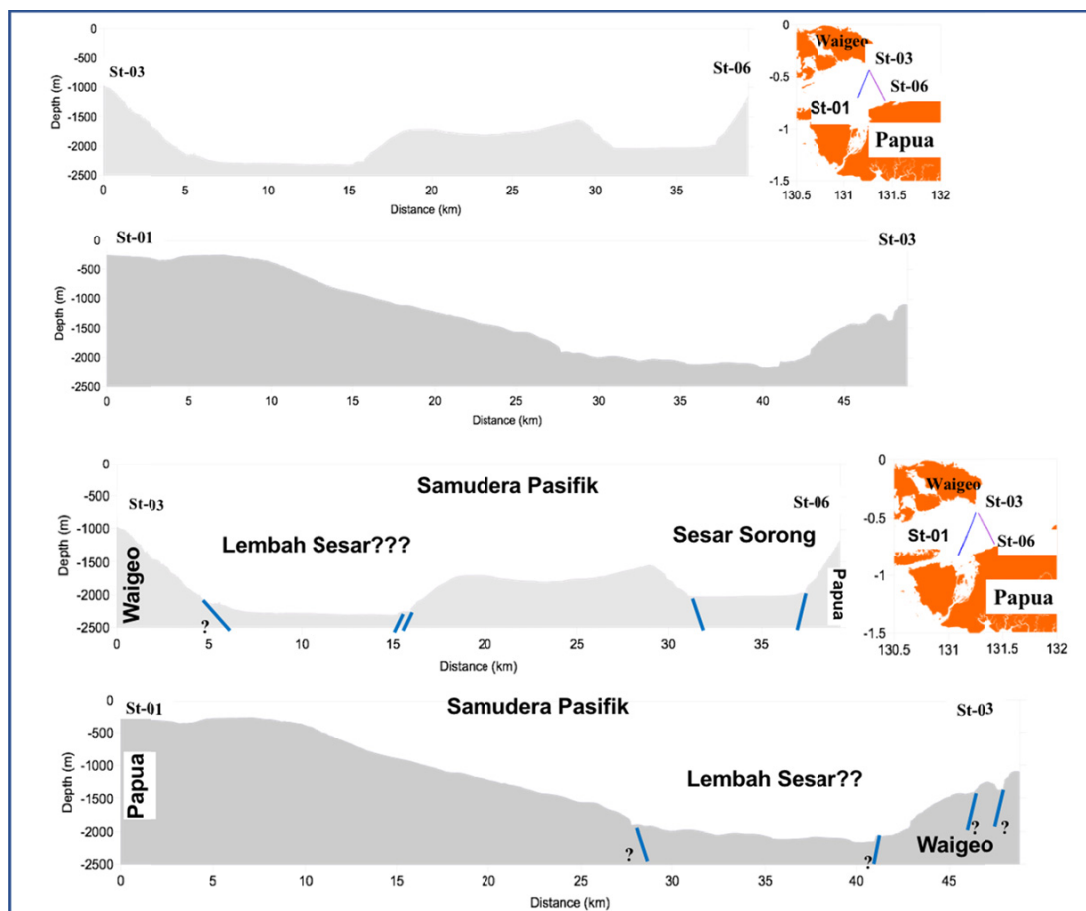 0
-500
-1000
-1500
-2000
-2500
Depth (m)
St-03
St-06
0 5 10 15 20 25 30 35
Distance (km)
0
-0.5
-1
-1.5
Waigeo
St-03
St-06
St-01
Papua
130.5 131 131.5 132
0
-500
-1000
-1500
-2000
-2500
Depth (m)
St-01
St-03
0 5 10 15 20 25 30 35 40 45
Distance (km)
0
-500
-1000
-1500
-2000
-2500
Depth (m)
Samudera Pasifik
St-03
St-06
Lembah Sesar???
Sesar Sorong
Waigeo
Papua
?
0 5 10 15 20 25 30 35
Distance (km)
0
-0.5
-1
-1.5
Waigeo
St-03
St-01
St-06
Papua
130.5 131 131.5 132
0
-500
-1000
-1500
-2000
-2500
Depth (m)
Samudera Pasifik
St-01
St-03
Papua
Lembah Sesar??
Waigeo
? ? ? ?
0 5 10 15 20 25 30 35 40 45
Distance (km)